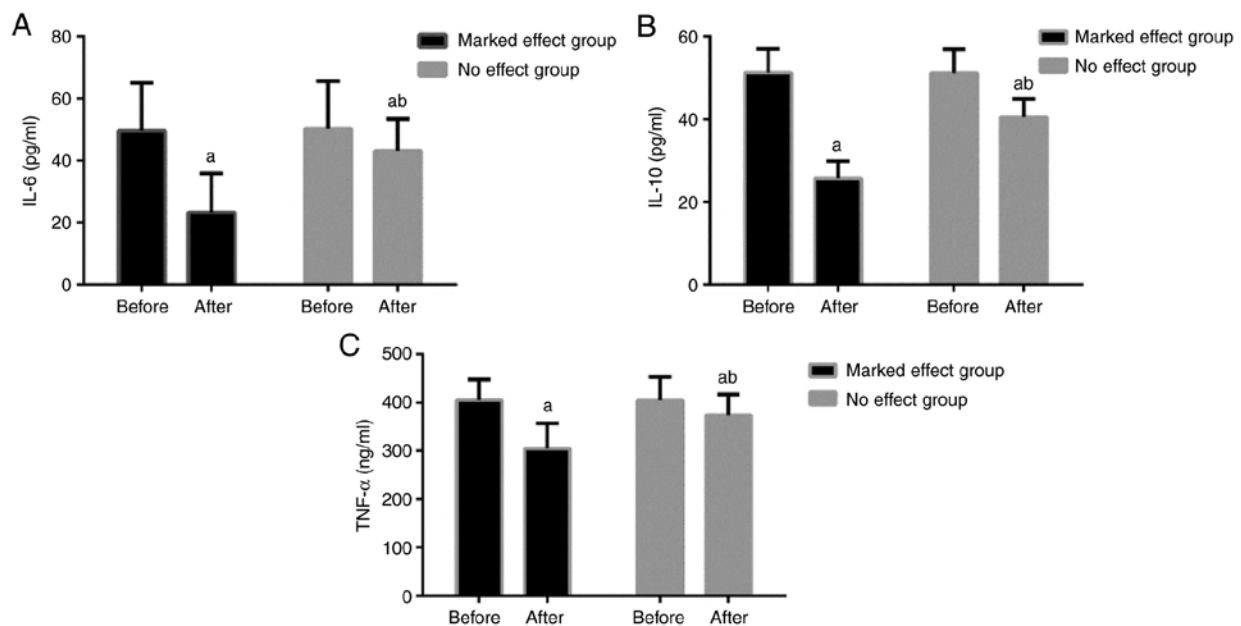 A
IL-6 (pg/ml)
80
60
40
20
0
a
ab
Before After Before After
Marked effect group
No effect group
B
IL-10 (pg/ml)
60
40
20
0
a
ab
Before After Before After
Marked effect group
No effect group
C
TNF-α (ng/ml)
500
400
300
200
100
0
a
ab
Before After Before After
Marked effect group
No effect group